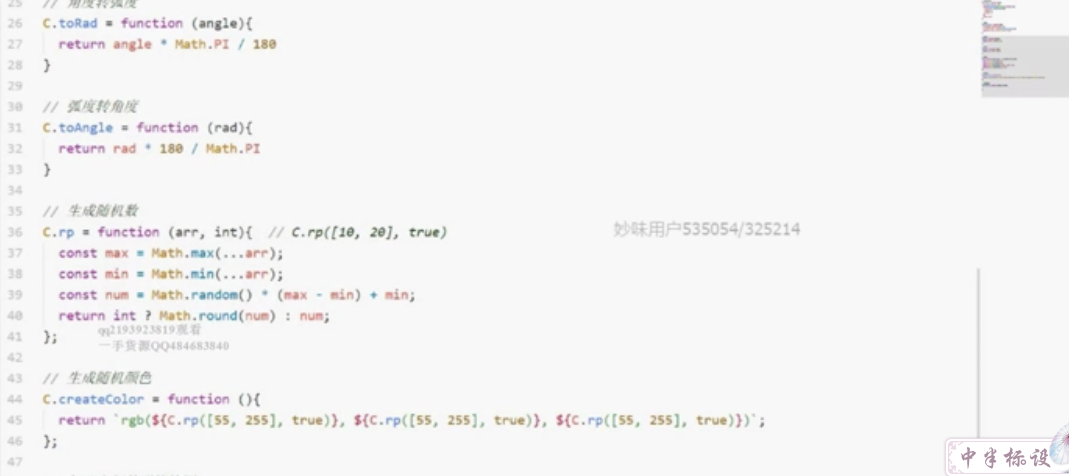 25 // 角度转弧度
26 C.toRad = function (angle){
27 return angle * Math.PI / 180
28 }
29
30 // 弧度转角度
31 C.toAngle = function (rad){
32 return rad * 180 / Math.PI
33 }
34
35 // 生成随机数
36 C.rp = function (arr, int){ // C.rp([10, 20], true)
妙味用户535054/325214
37 const max = Math.max(...arr);
38 const min = Math.min(...arr);
39 const num = Math.random() * (max - min) + min;
40 return int ? Math.round(num) : num;
qq2193923819观看
41 };
一手货源QQ484683840
42
43 // 生成随机颜色
44 C.createColor = function (){
45 return `rgb(${C.rp([55, 255], true)}, ${C.rp([55, 255], true)}, ${C.rp([55, 255], true)})`;
46 };
47
中半标设